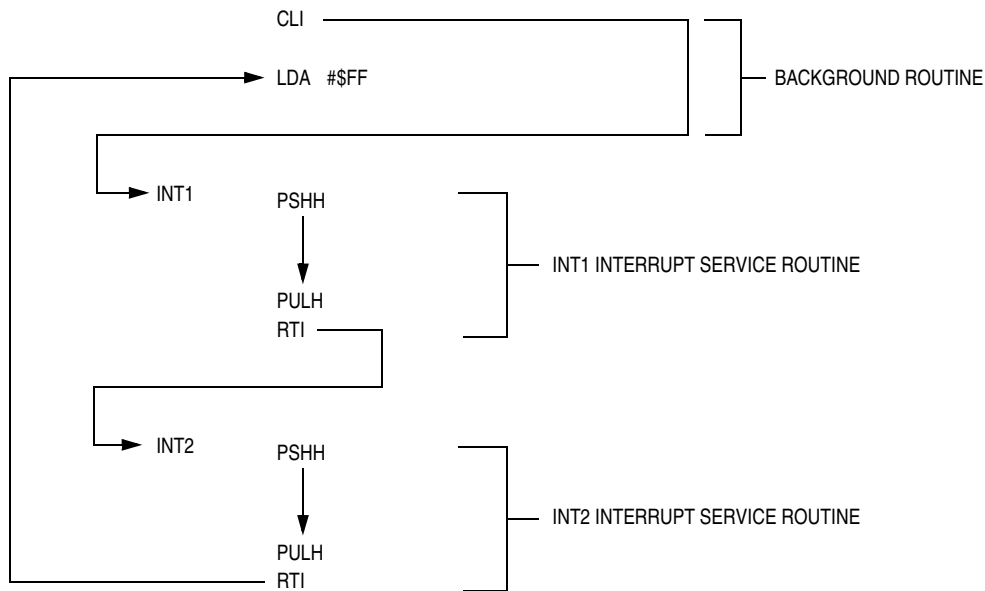 CLI
LDA #$FF
BACKGROUND ROUTINE
INT1
PSHH
INT1 INTERRUPT SERVICE ROUTINE
PULH
RTI
INT2
PSHH
INT2 INTERRUPT SERVICE ROUTINE
PULH
RTI